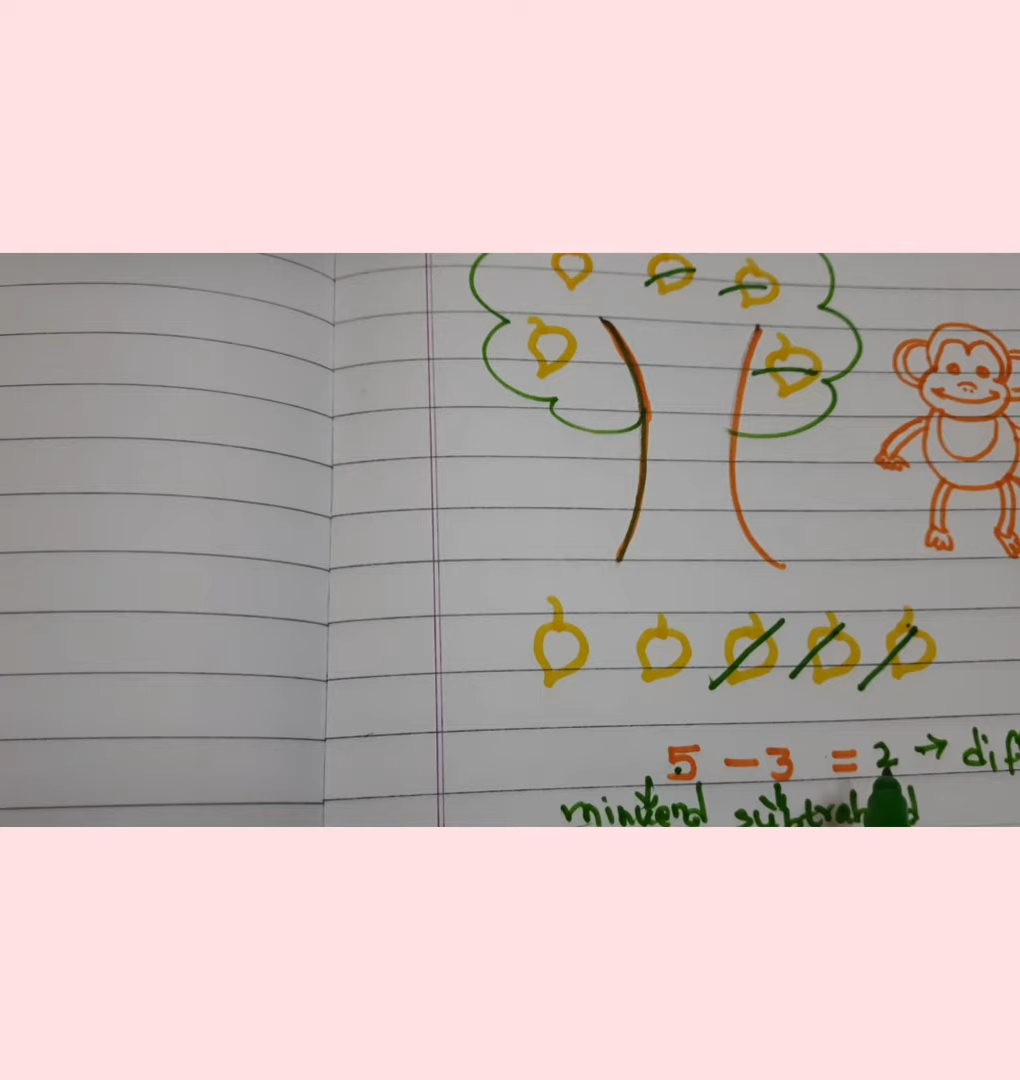 5 - 3 = 2 → dif
minuend subtrahend